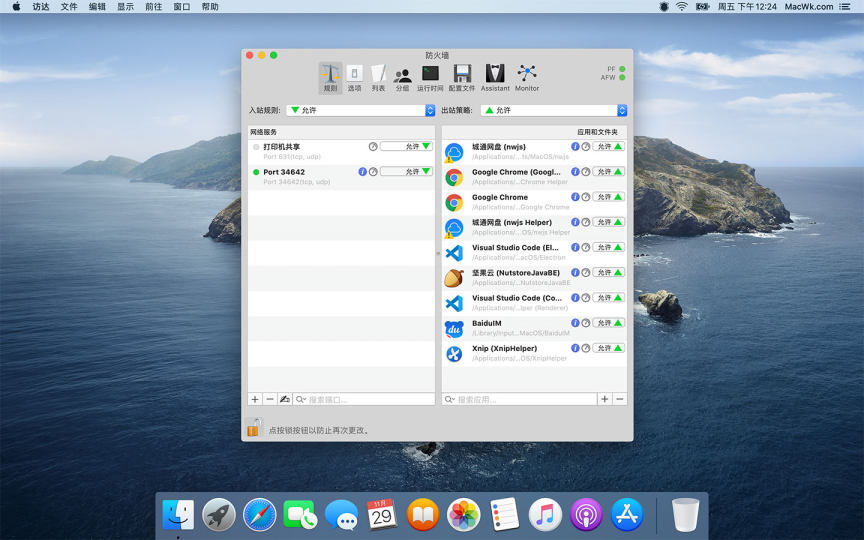 访达 文件 编辑 显示 前往 窗口 帮助 周五 下午12:24 MacWk.com
防火墙
规则 选项 列表 分组 运行时间 配置文件 Assistant Monitor
PF
AFW
入站规则: 允许 出站策略: 允许
网络服务
打印机共享 允许
Port 631(tcp, udp)
Port 34642 允许
Port 34642(tcp, udp)
搜索端口...
应用和文件夹
城通网盘 (nwjs) 允许
/Applications/...ts/MacOS/nwjs
Google Chrome (Googl... 允许
/Applications/...Chrome Helper
Google Chrome 允许
/Applications/...Google Chrome
城通网盘 (nwjs Helper) 允许
/Applications/...OS/nwjs Helper
Visual Studio Code (El... 允许
/Applications/...acOS/Electron
坚果云 (NutstoreJavaBE) 允许
/Applications/...NutstoreJavaBE
Visual Studio Code (Co... 允许
/Applications/...lper (Renderer)
BaiduIM 允许
/Library/Input...MacOS/BaiduIM
Xnip (XnipHelper) 允许
/Applications/...OS/XnipHelper
搜索应用...
点按锁按钮以防止再次更改。
11月
29